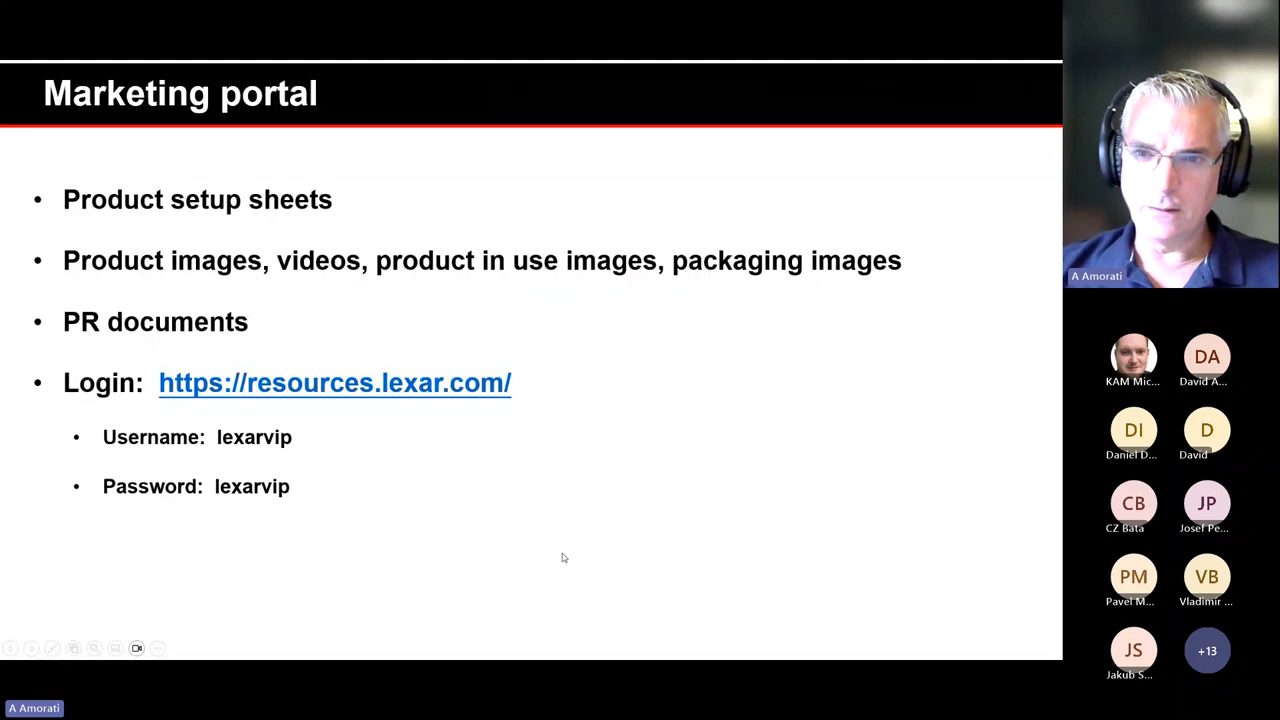 Marketing portal
• Product setup sheets
• Product images, videos, product in use images, packaging images
• PR documents
• Login: https://resources.lexar.com/
• Username: lexarvip
• Password: lexarvip
A Amorati
KAM Mic...
DA
David A...
DI
Daniel D...
D
David
CB
CZ Bata
JP
Josef Pe...
PM
Pavel M...
VB
Vladimir ...
JS
Jakub S...
+13
A Amorati